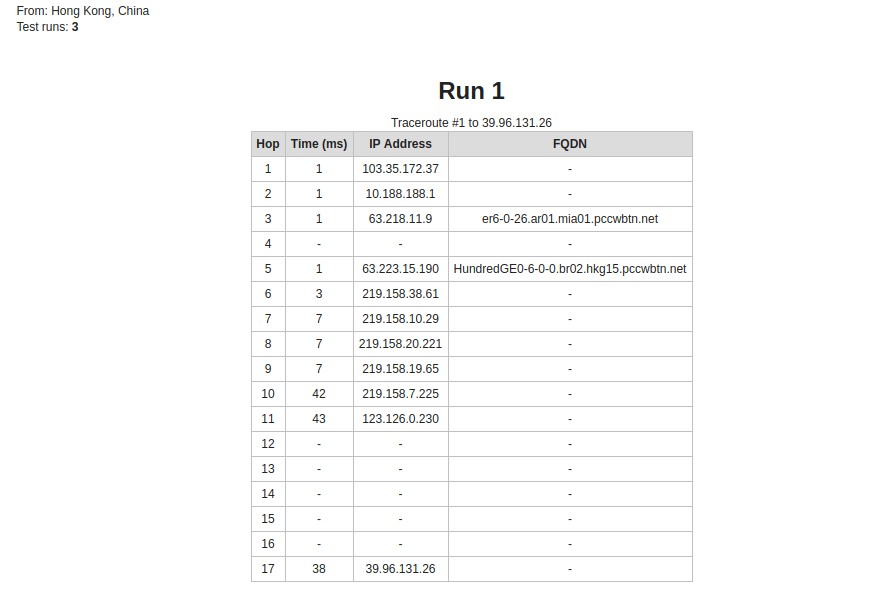 From: Hong Kong, China
Test runs: 3
Run 1
Traceroute #1 to 39.96.131.26
Hop Time (ms) IP Address FQDN
1 1 103.35.172.37 -
2 1 10.188.188.1 -
3 1 63.218.11.9 er6-0-26.ar01.mia01.pccwbtn.net
4 - - -
5 1 63.223.15.190 HundredGE0-6-0-0.br02.hkg15.pccwbtn.net
6 3 219.158.38.61 -
7 7 219.158.10.29 -
8 7 219.158.20.221 -
9 7 219.158.19.65 -
10 42 219.158.7.225 -
11 43 123.126.0.230 -
12 - - -
13 - - -
14 - - -
15 - - -
16 - - -
17 38 39.96.131.26 -